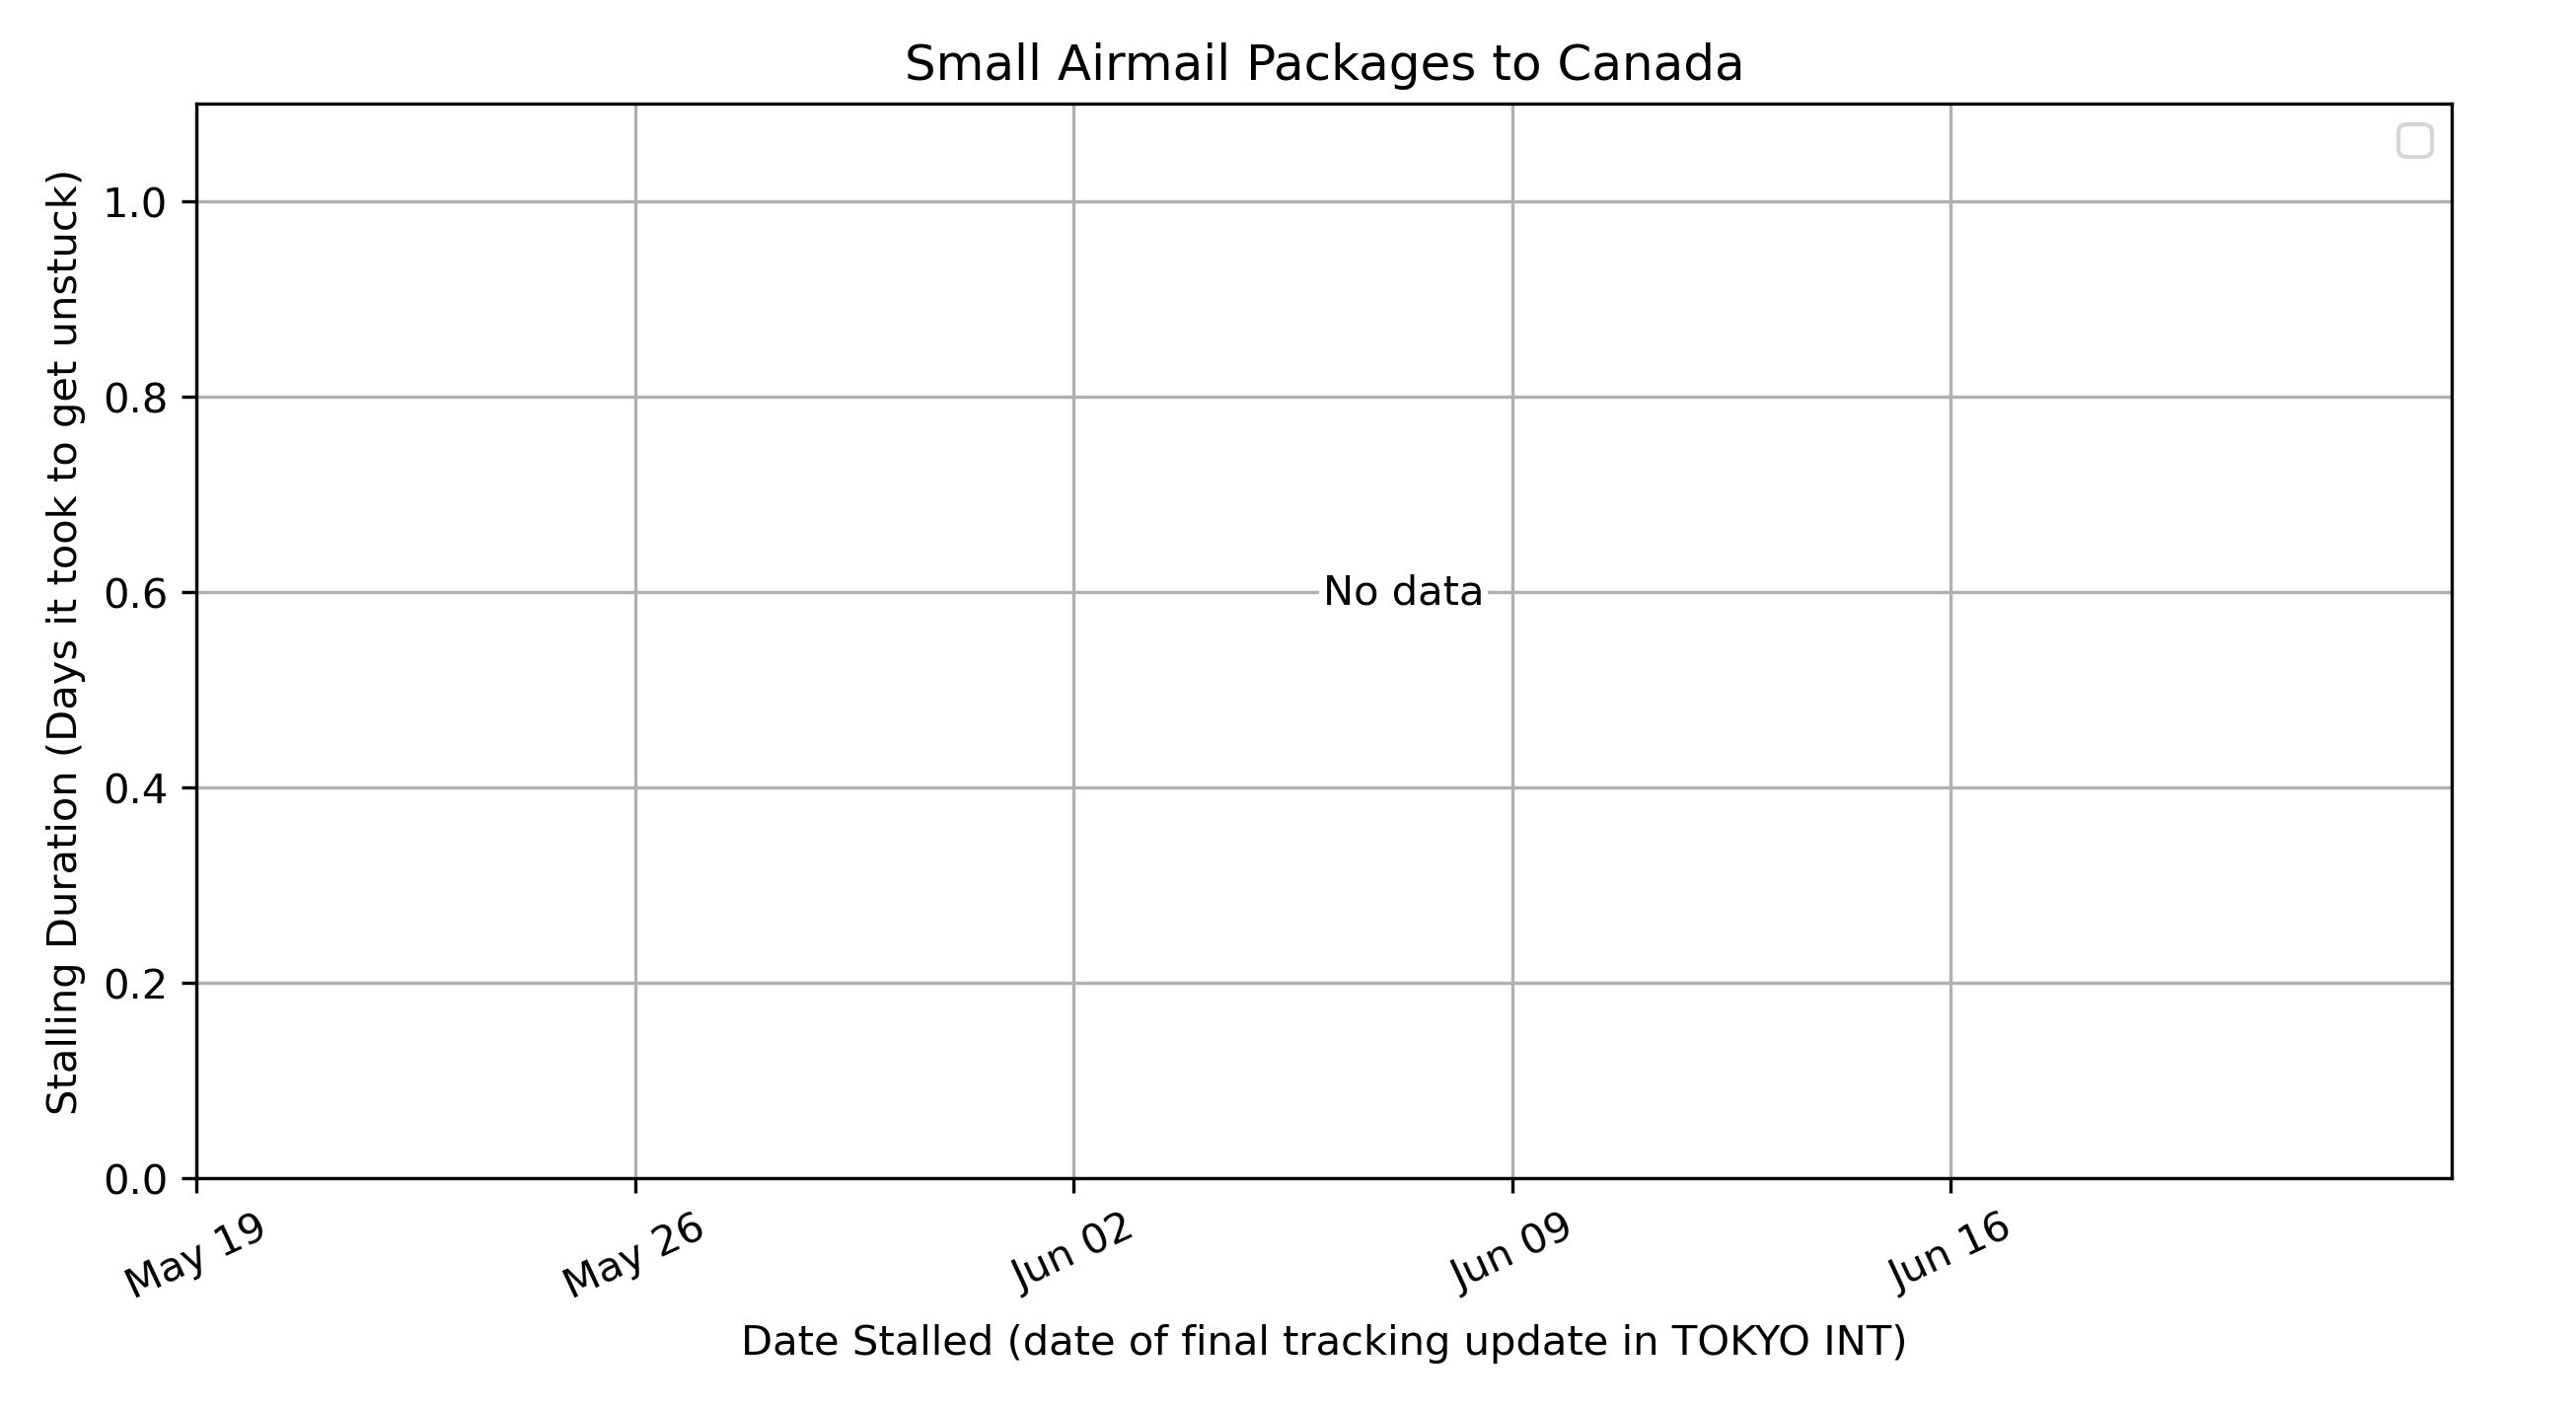 Small Airmail Packages to Canada
Stalling Duration (Days it took to get unstuck)
1.0
0.8
0.6
0.4
0.2
0.0
No data
May 19
May 26
Jun 02
Jun 09
Jun 16
Date Stalled (date of final tracking update in TOKYO INT)